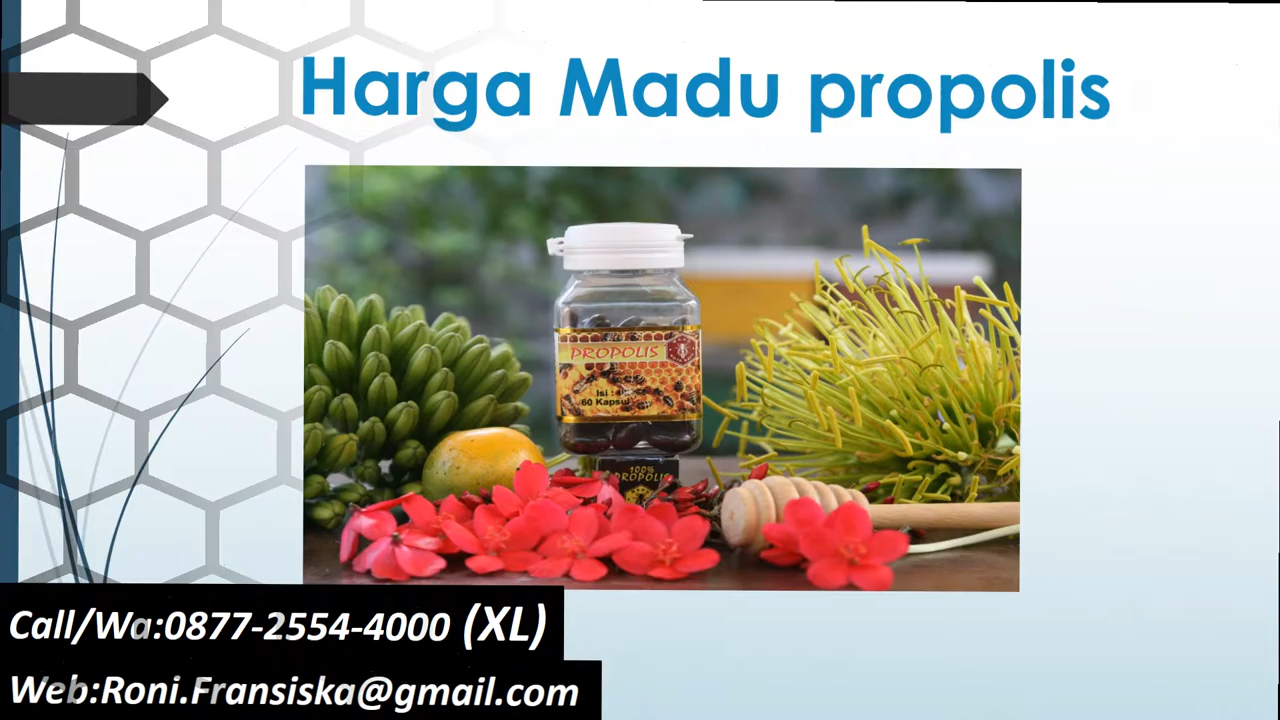 Harga Madu propolis
PROPOLIS
Isi :
60 Kapsul
100%
PROPOLIS
Call/Wa:0877-2554-4000 (XL)
Web:Roni.Fransiska@gmail.com